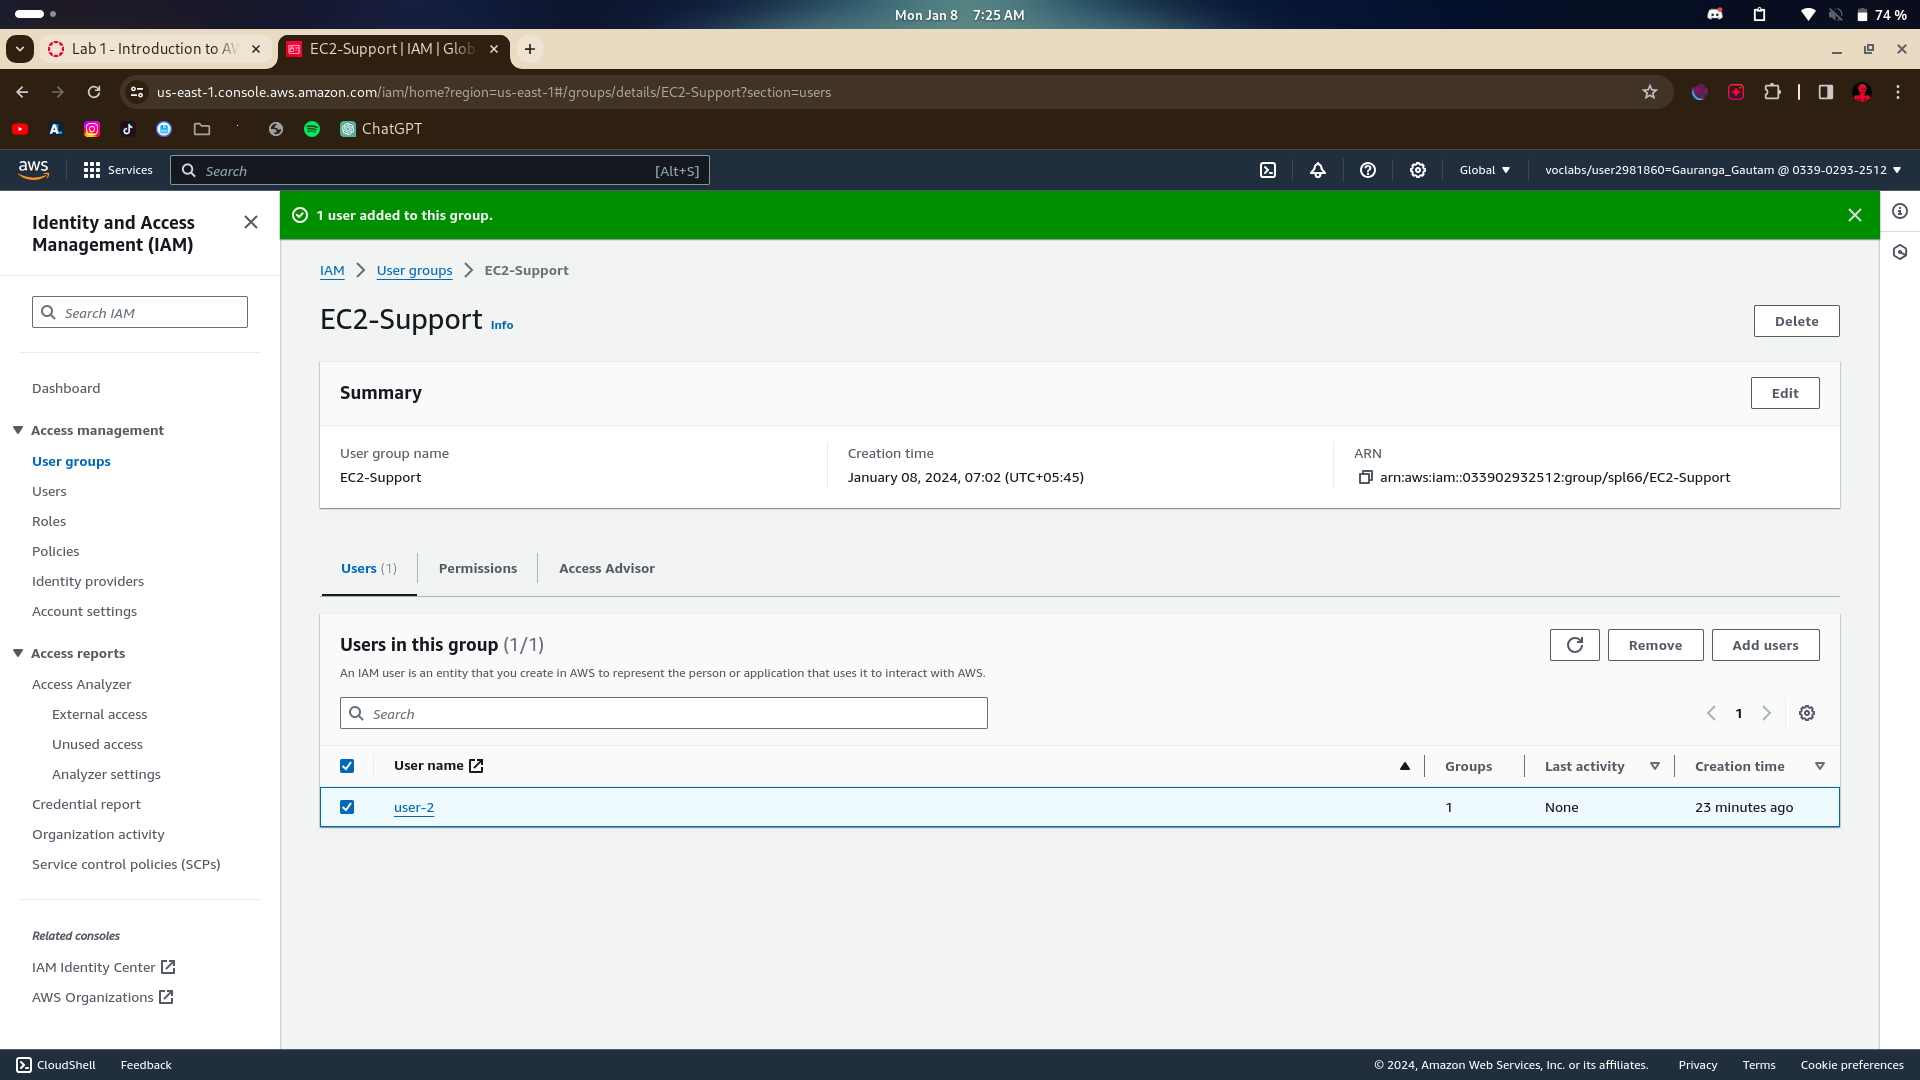 Mon Jan 8 7:25 AM
74 %
Lab 1 - Introduction to AW
EC2-Support | IAM | Glob
us-east-1.console.aws.amazon.com/iam/home?region=us-east-1#/groups/details/EC2-Support?section=users
ChatGPT
aws
Services
Search
[Alt+S]
Global
voclabs/user2981860=Gauranga_Gautam @ 0339-0293-2512
Identity and Access
Management (IAM)
Search IAM
Dashboard
Access management
User groups
Users
Roles
Policies
Identity providers
Account settings
Access reports
Access Analyzer
External access
Unused access
Analyzer settings
Credential report
Organization activity
Service control policies (SCPs)
Related consoles
IAM Identity Center
AWS Organizations
1 user added to this group.
IAM > User groups > EC2-Support
EC2-Support Info
Delete
Summary
Edit
User group name
EC2-Support
Creation time
January 08, 2024, 07:02 (UTC+05:45)
ARN
arn:aws:iam::033902932512:group/spl66/EC2-Support
Users (1)
Permissions
Access Advisor
Users in this group (1/1)
Remove
Add users
An IAM user is an entity that you create in AWS to represent the person or application that uses it to interact with AWS.
Search
1
User name Groups Last activity Creation time
user-2 1 None 23 minutes ago
CloudShell Feedback
© 2024, Amazon Web Services, Inc. or its affiliates. Privacy Terms Cookie preferences